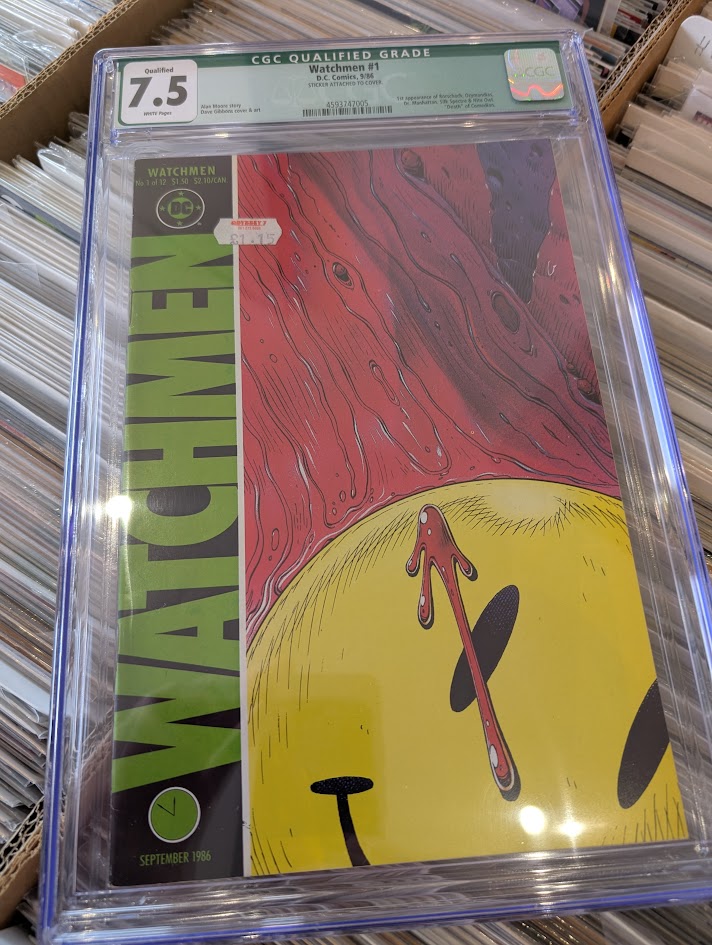 CGC QUALIFIED GRADE
Qualified
7.5
WHITE Pages
Watchmen #1
D.C. Comics, 9/86
STICKER ATTACHED TO COVER
Alan Moore story
Dave Gibbons cover & art
4593747005
1st appearance of Rorschach, Ozymandias,
Dr. Manhattan, Silk Spectre & Nite Owl.
"Death" of Comedian.
CGC
WATCHMEN
No 1 of 12 $1.50 $2.10/CAN
DC
£1.15
WATCHMEN
SEPTEMBER 1986